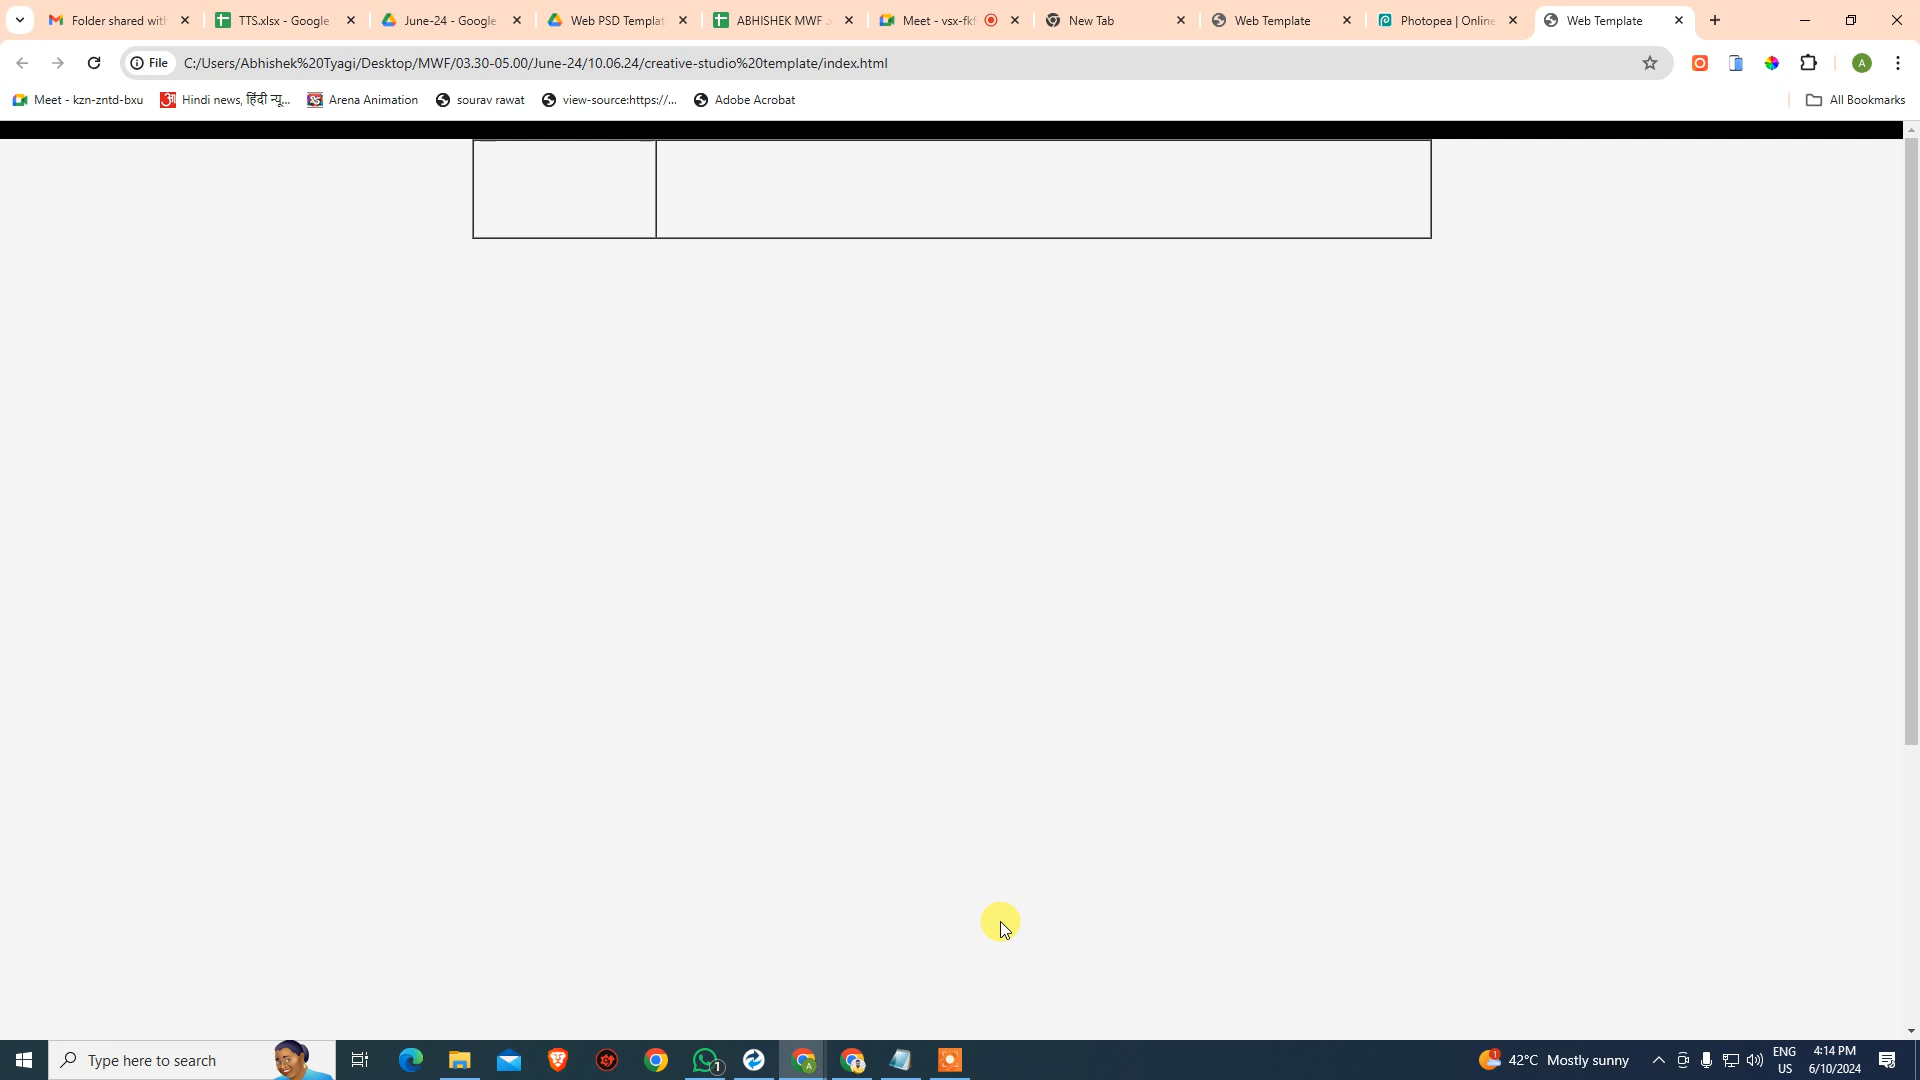 Folder shared with
TTS.xlsx - Google
June-24 - Google
Web PSD Templat
ABHISHEK MWF
Meet - vsx-fkf
New Tab
Web Template
Photopea | Online
Web Template
File
C:/Users/Abhishek%20Tyagi/Desktop/MWF/03.30-05.00/June-24/10.06.24/creative-studio%20template/index.html
A
Meet - kzn-zntd-bxu
Hindi news, हिंदी न्यू...
Arena Animation
sourav rawat
view-source:https://...
Adobe Acrobat
All Bookmarks
Type here to search
1
A
1
42°C Mostly sunny
ENG
US
4:14 PM
6/10/2024